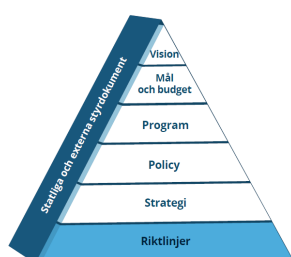 Statliga och externa styrdokument
Vision
Mål
och budget
Program
Policy
Strategi
Riktlinjer